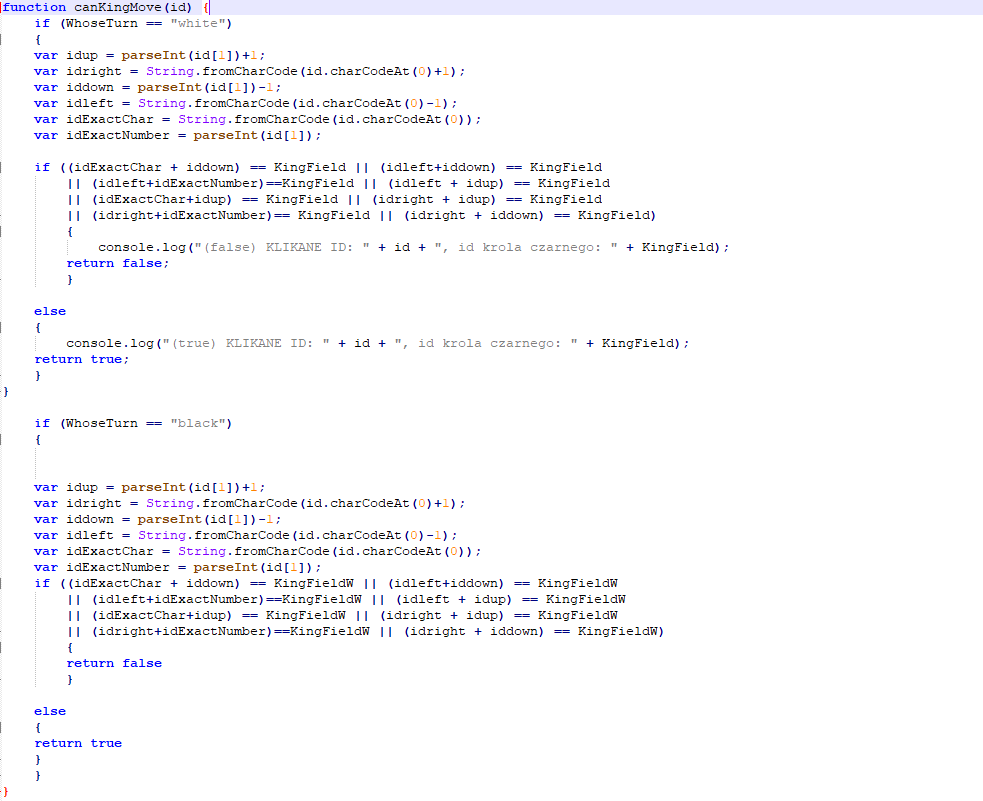 function canKingMove(id) {
if (WhoseTurn == "white")
{
var idup = parseInt(id[1])+1;
var idright = String.fromCharCode(id.charCodeAt(0)+1);
var iddown = parseInt(id[1])-1;
var idleft = String.fromCharCode(id.charCodeAt(0)-1);
var idExactChar = String.fromCharCode(id.charCodeAt(0));
var idExactNumber = parseInt(id[1]);
if ((idExactChar + iddown) == KingField || (idleft+iddown) == KingField
|| (idleft+idExactNumber)==KingField || (idleft + idup) == KingField
|| (idExactChar+idup) == KingField || (idright + idup) == KingField
|| (idright+idExactNumber)== KingField || (idright + iddown) == KingField)
{
console.log("(false) KLIKANE ID: " + id + ", id krola czarnego: " + KingField);
return false;
}
else
{
console.log("(true) KLIKANE ID: " + id + ", id krola czarnego: " + KingField);
return true;
}
}
if (WhoseTurn == "black")
{
var idup = parseInt(id[1])+1;
var idright = String.fromCharCode(id.charCodeAt(0)+1);
var iddown = parseInt(id[1])-1;
var idleft = String.fromCharCode(id.charCodeAt(0)-1);
var idExactChar = String.fromCharCode(id.charCodeAt(0));
var idExactNumber = parseInt(id[1]);
if ((idExactChar + iddown) == KingFieldW || (idleft+iddown) == KingFieldW
|| (idleft+idExactNumber)==KingFieldW || (idleft + idup) == KingFieldW
|| (idExactChar+idup) == KingFieldW || (idright + idup) == KingFieldW
|| (idright+idExactNumber)==KingFieldW || (idright + iddown) == KingFieldW)
{
return false
}
else
{
return true
}
}
}